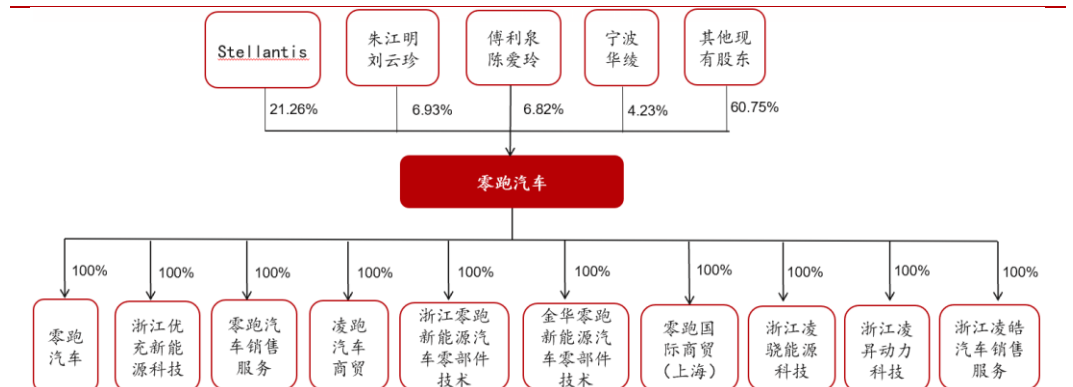 Stellantis
朱江明
刘云珍
傅利泉
陈爱玲
宁波
华绫
其他现
有股东
21.26%
6.93%
6.82%
4.23%
60.75%
零跑汽车
100%
100%
100%
100%
100%
100%
100%
100%
100%
100%
零跑
汽车
浙江优
充新能
源科技
零跑汽
车销售
服务
凌跑
汽车
商贸
浙江零跑
新能源汽
车零部件
技术
金华零跑
新能源汽
车零部件
技术
零跑国
际商贸
（上海）
浙江凌
骁能源
科技
浙江凌
昇动力
科技
浙江凌皓
汽车销售
服务